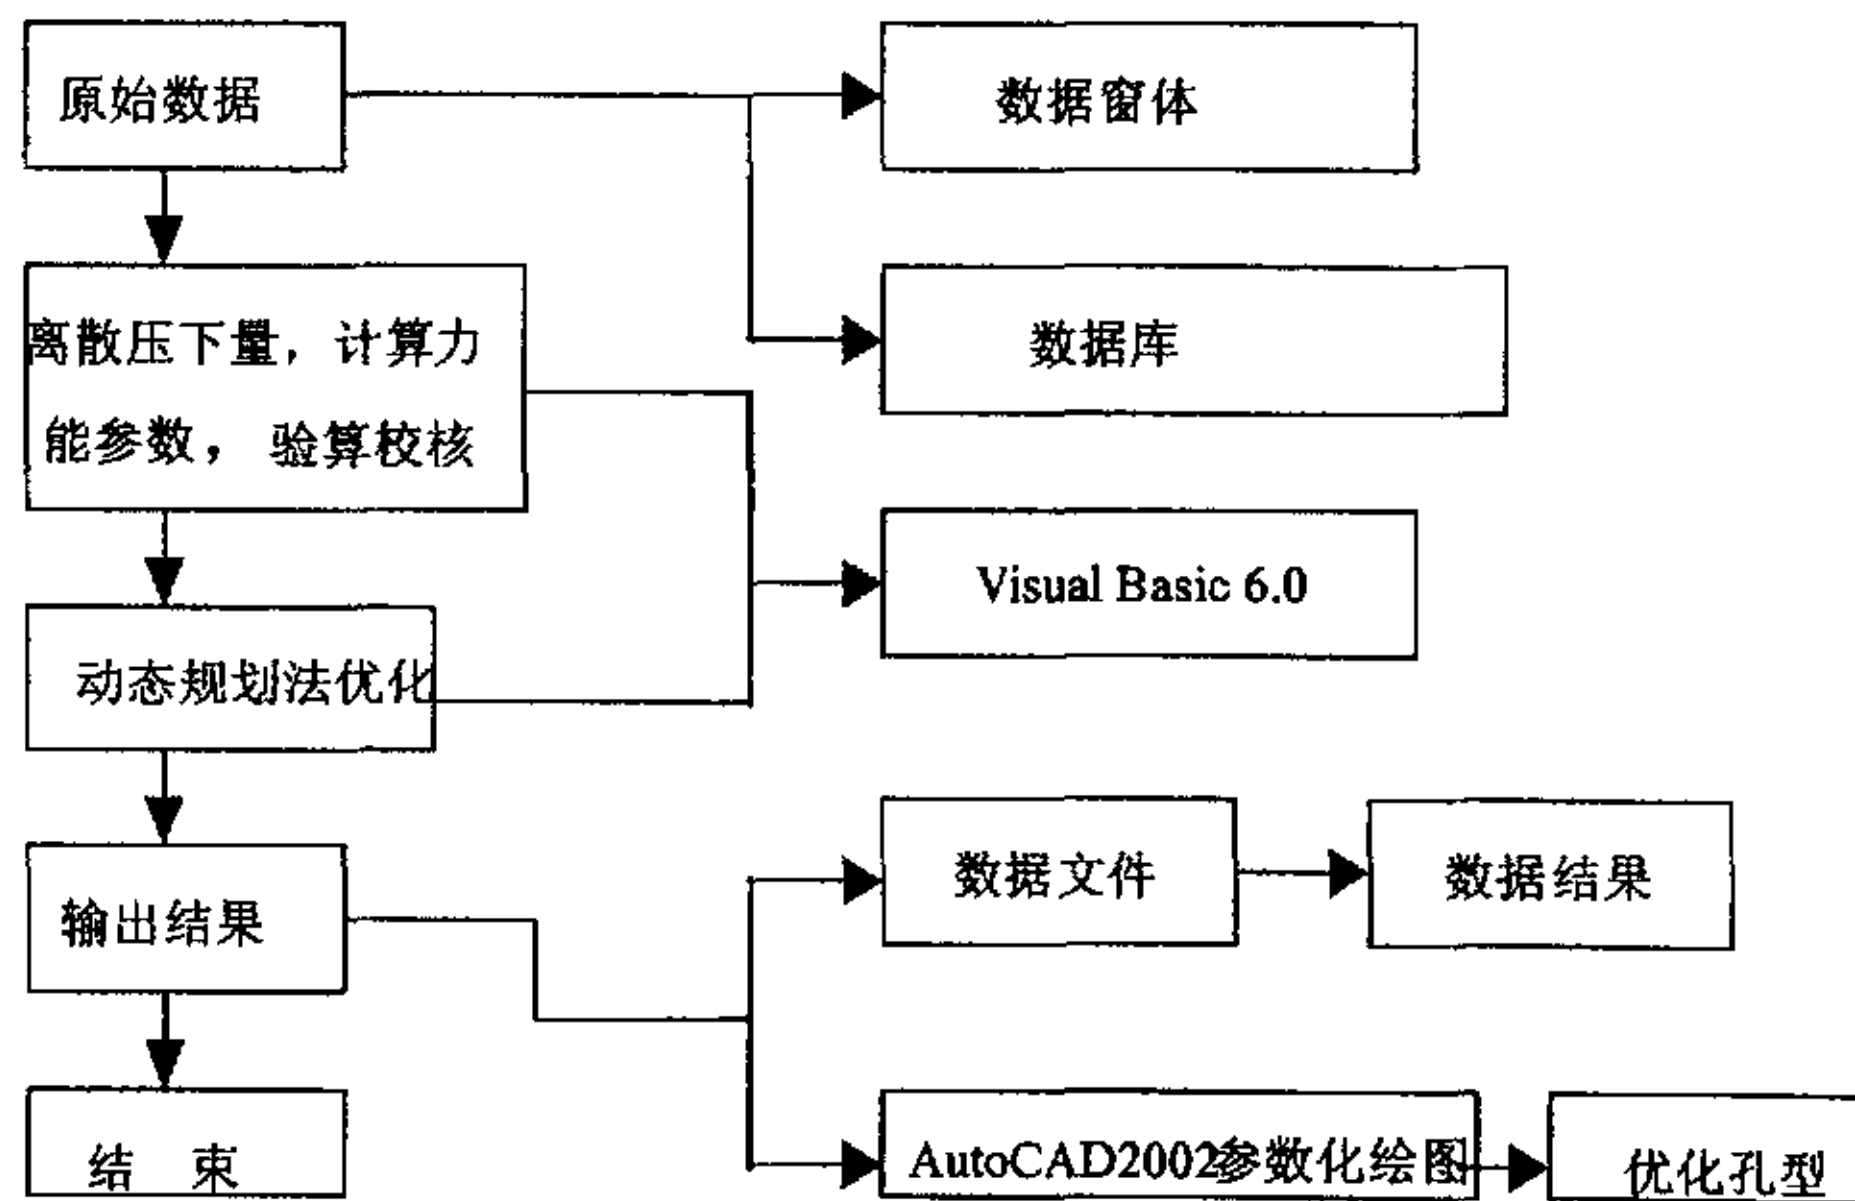 原始数据
数据窗体
离散压下量，计算力
能参数， 验算校核
数据库
Visual Basic 6.0
动态规划法优化
输出结果
数据文件
数据结果
结 束
AutoCAD2002参数化绘图
优化孔型